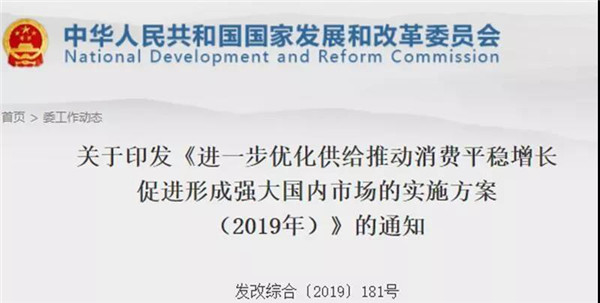 中华人民共和国国家发展和改革委员会
National Development and Reform Commission
首页 > 委工作动态
关于印发《进一步优化供给推动消费平稳增长
促进形成强大国内市场的实施方案
（2019年）》的通知
发改综合〔2019〕181号